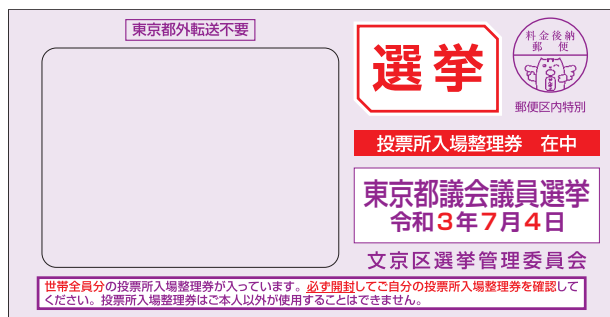 東京都外転送不要
選挙
料金後納
郵便
郵便区内特別
投票所入場整理券 在中
東京都議会議員選挙
令和3年7月4日
文京区選挙管理委員会
世帯全員分の投票所入場整理券が入っています。必ず開封してご自分の投票所入場整理券を確認して
ください。投票所入場整理券はご本人以外が使用することはできません。